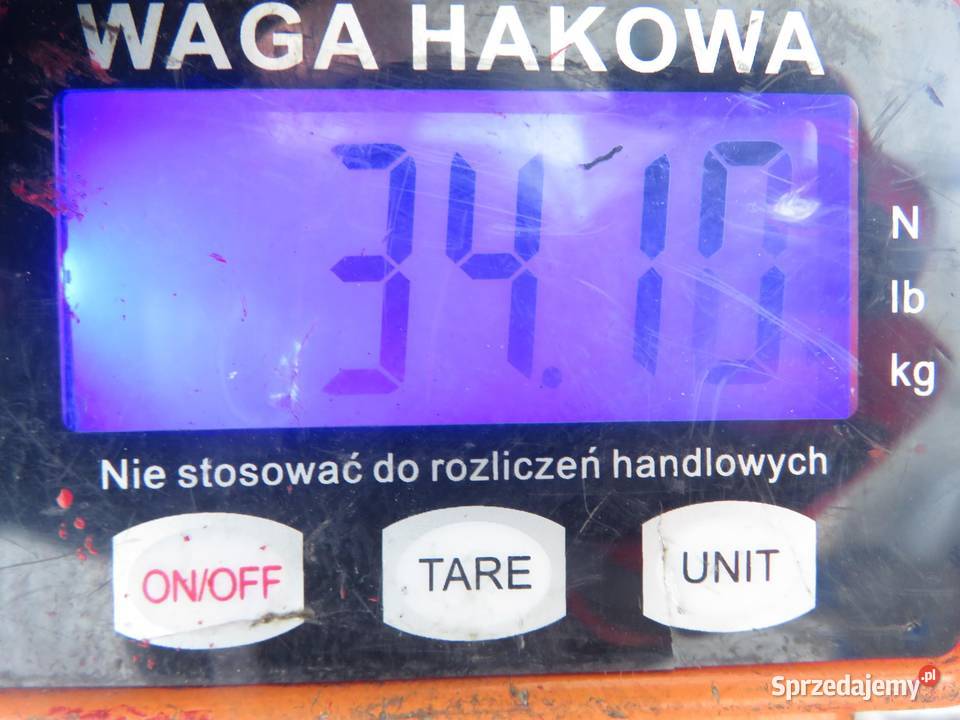 WAGA HAKOWA
34.10
N
lb
kg
Nie stosować do rozliczeń handlowych
ON/OFF TARE UNIT
Sprzedajemy.pl